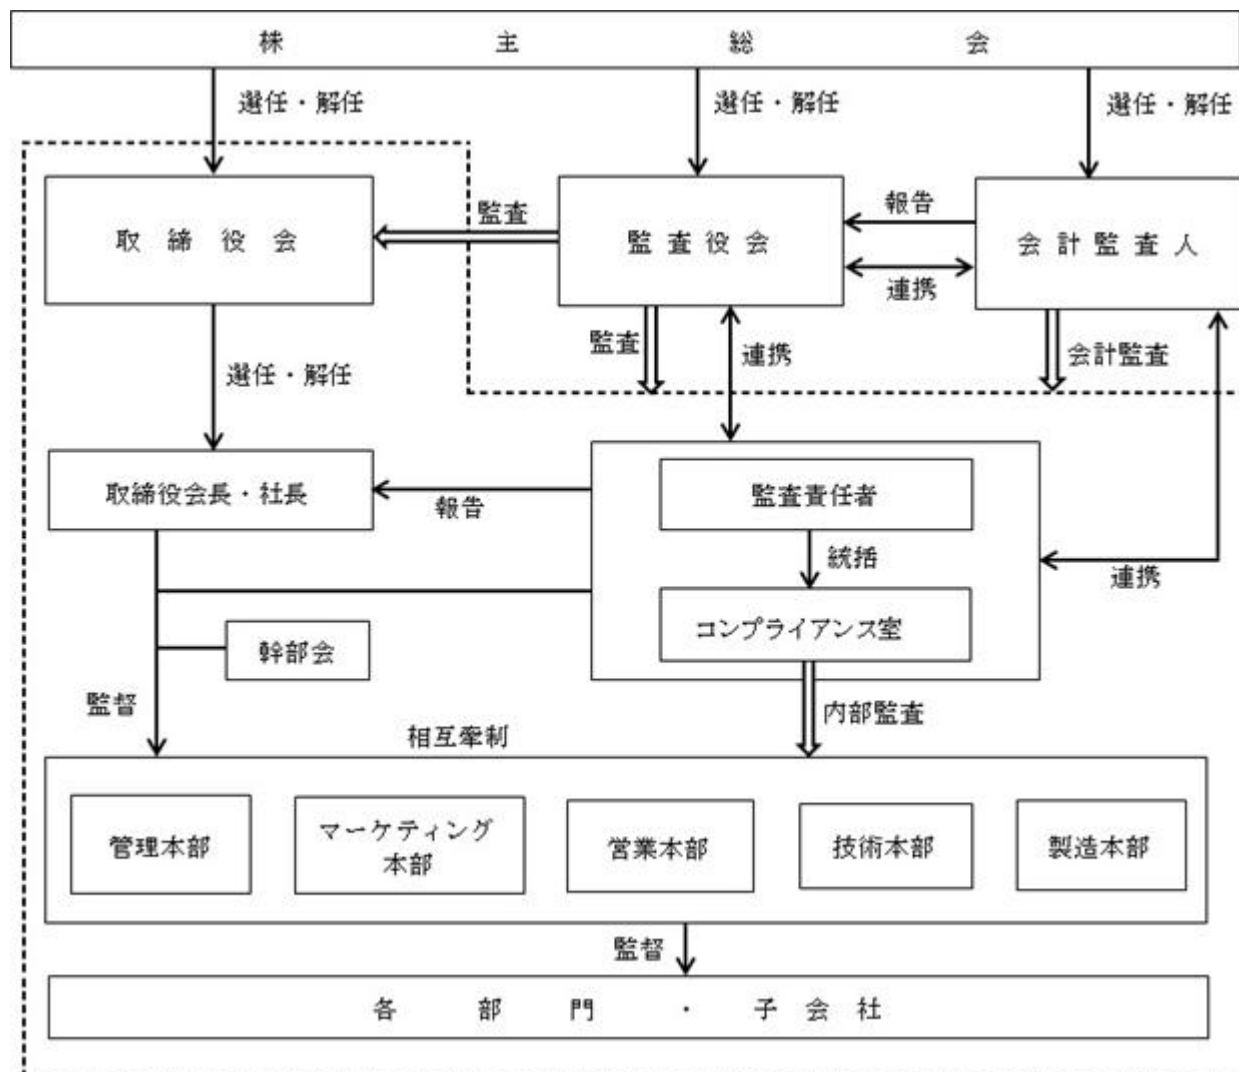 株主総会
選任・解任
選任・解任
選任・解任
取締役会
監査
監査役会
報告
連携
会計監査人
監査
連携
会計監査
選任・解任
取締役会長・社長
報告
監査責任者
統括
コンプライアンス室
連携
幹部会
監督
内部監査
相互牽制
管理本部
マーケティング
本部
営業本部
技術本部
製造本部
監督
各部門・子会社